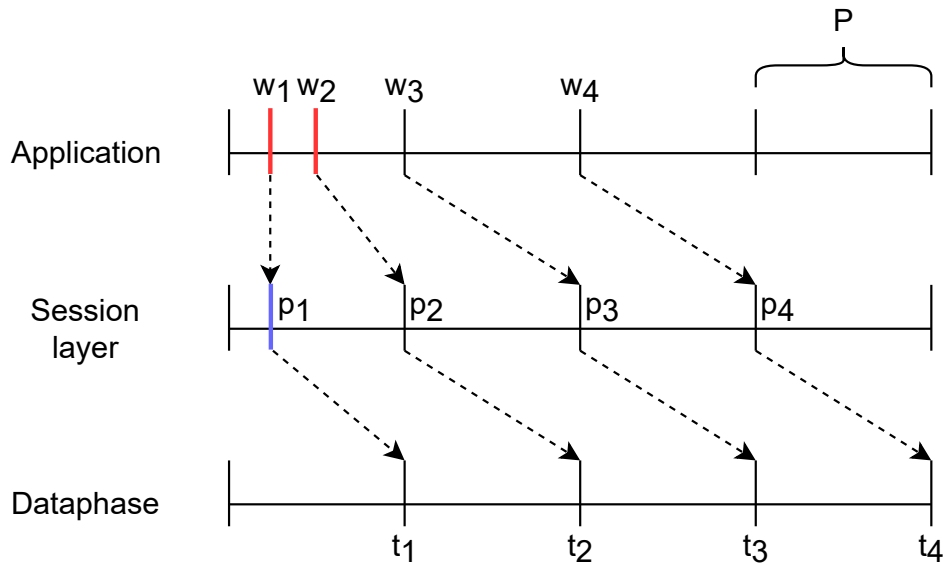 P
w1 w2 w3 w4
Application
p1 p2 p3 p4
Session
layer
Dataphase
t1 t2 t3 t4